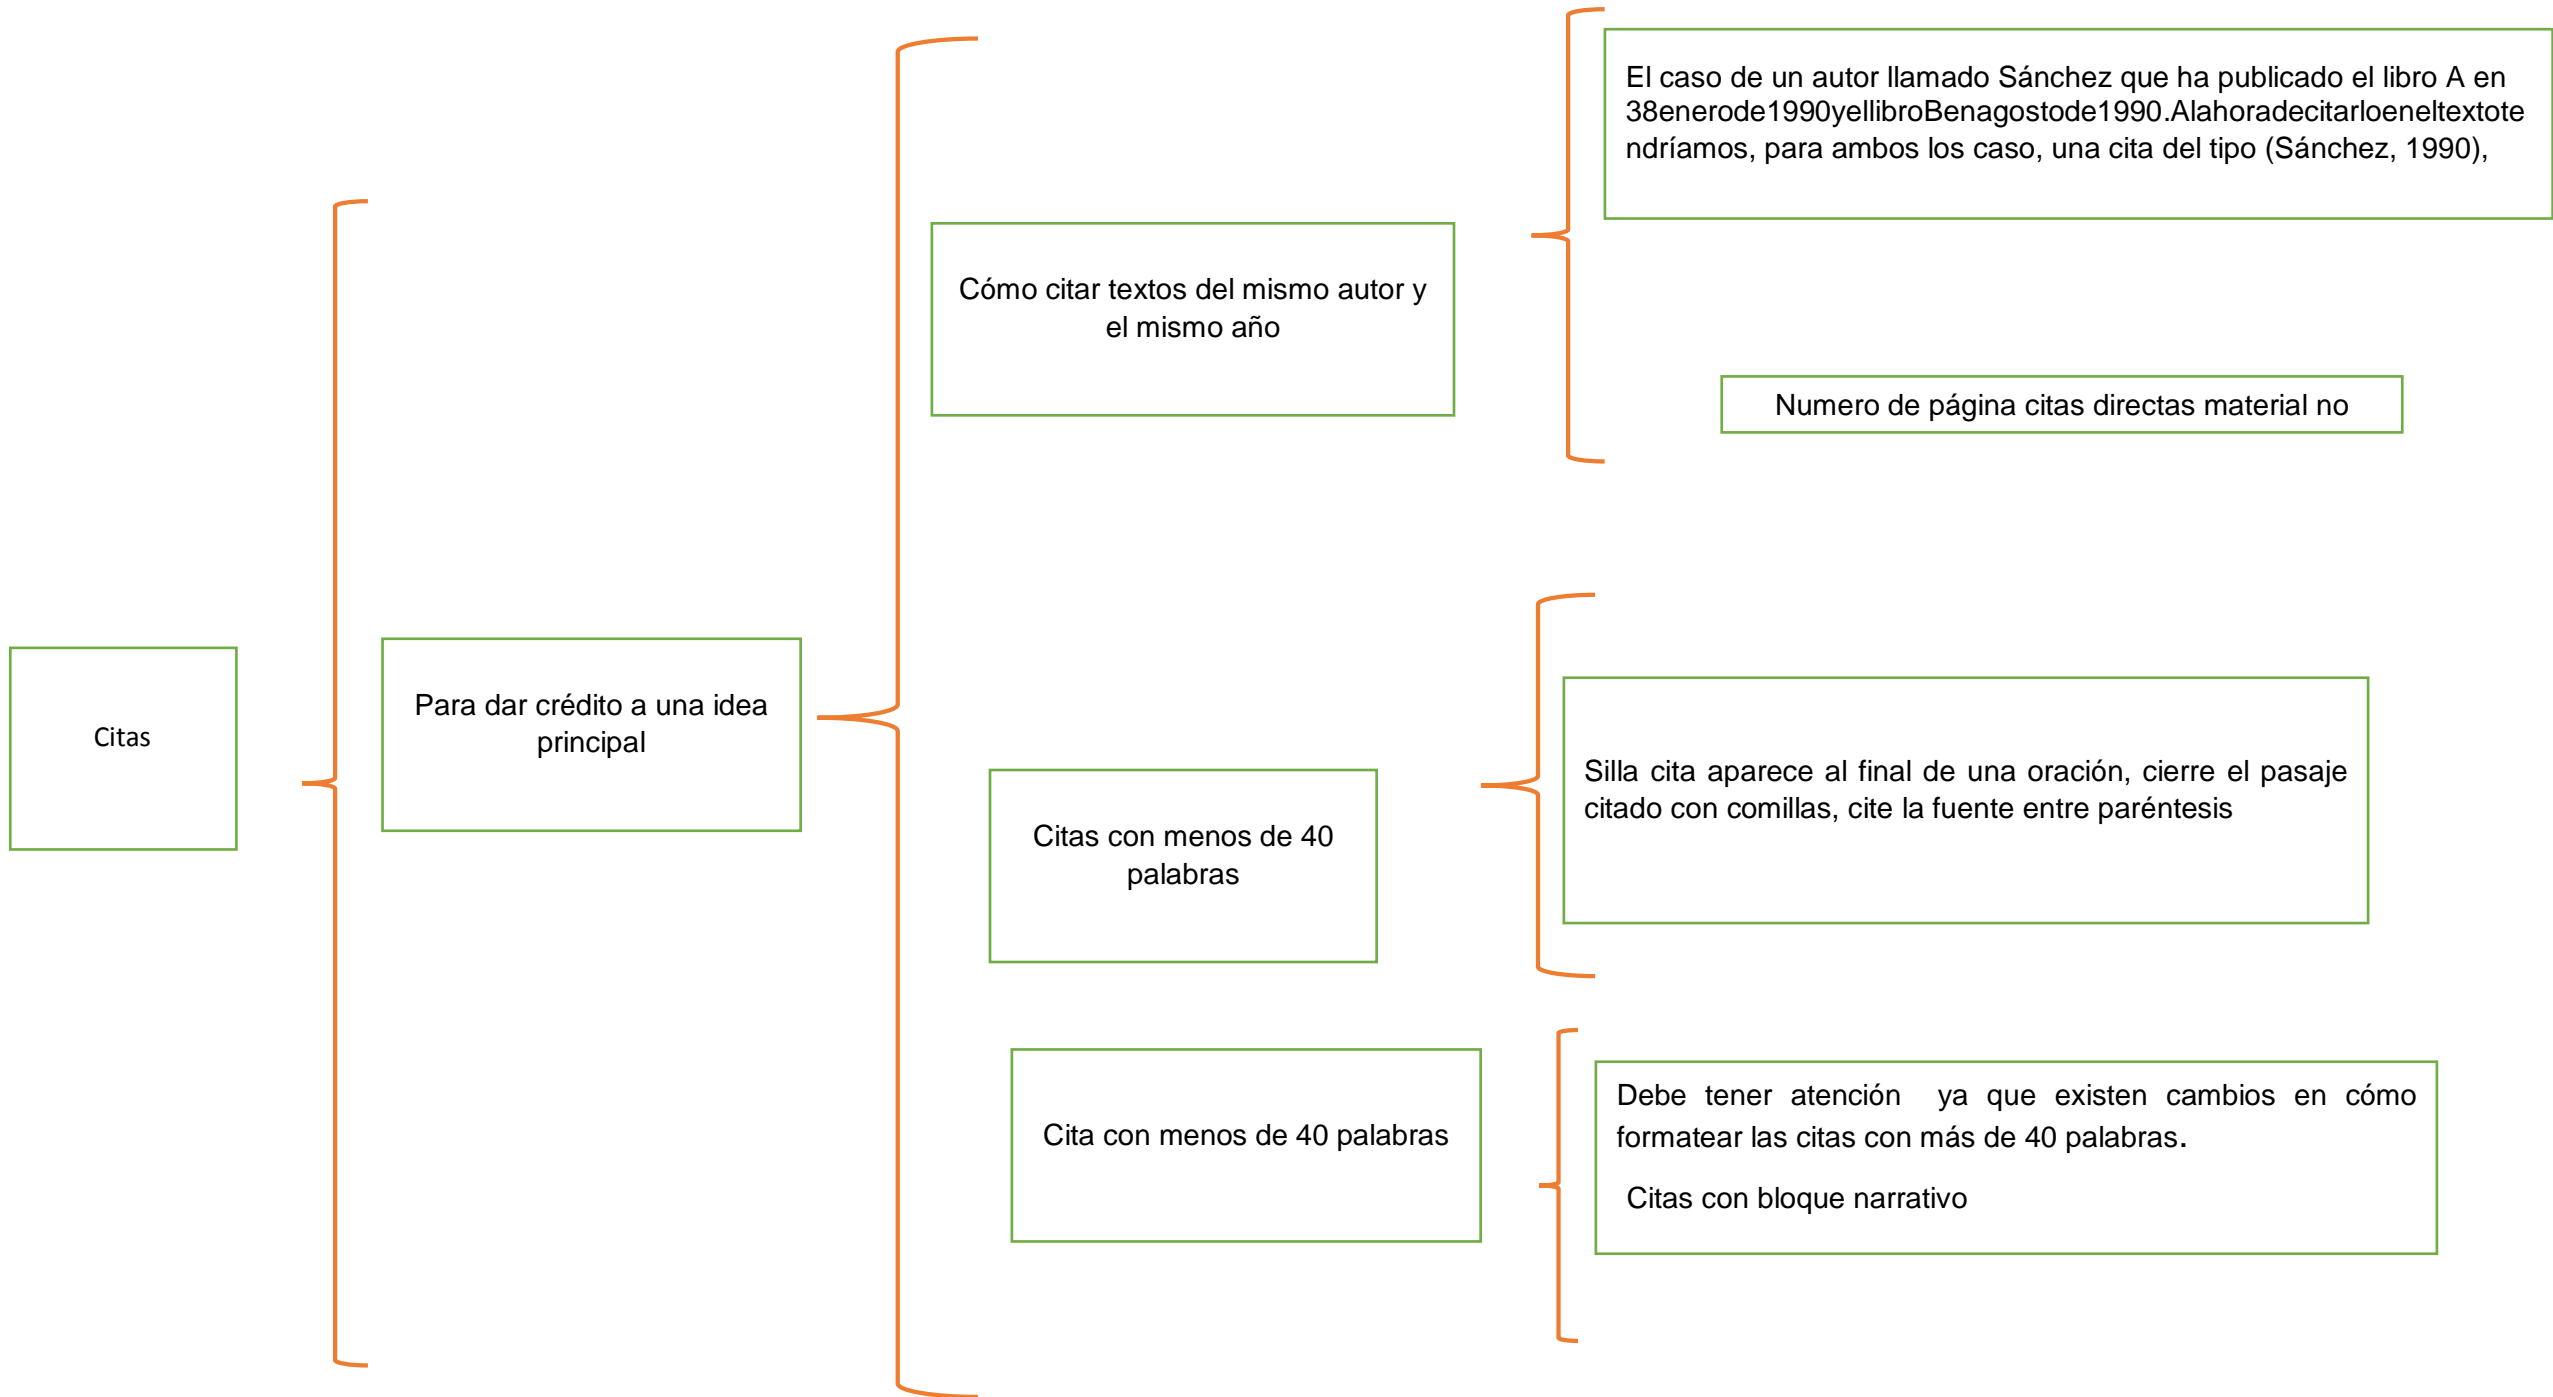 Citas
Para dar crédito a una idea
principal
Cómo citar textos del mismo autor y
el mismo año
El caso de un autor llamado Sánchez que ha publicado el libro A en
38enerode1990yellibroBenagostode1990.Alahoradecitarloeneltextote
ndríamos, para ambos los caso, una cita del tipo (Sánchez, 1990),
Numero de página citas directas material no
Citas con menos de 40
palabras
Silla cita aparece al final de una oración, cierre el pasaje
citado con comillas, cite la fuente entre paréntesis
Cita con menos de 40 palabras
Debe tener atención ya que existen cambios en cómo
formatear las citas con más de 40 palabras.
Citas con bloque narrativo